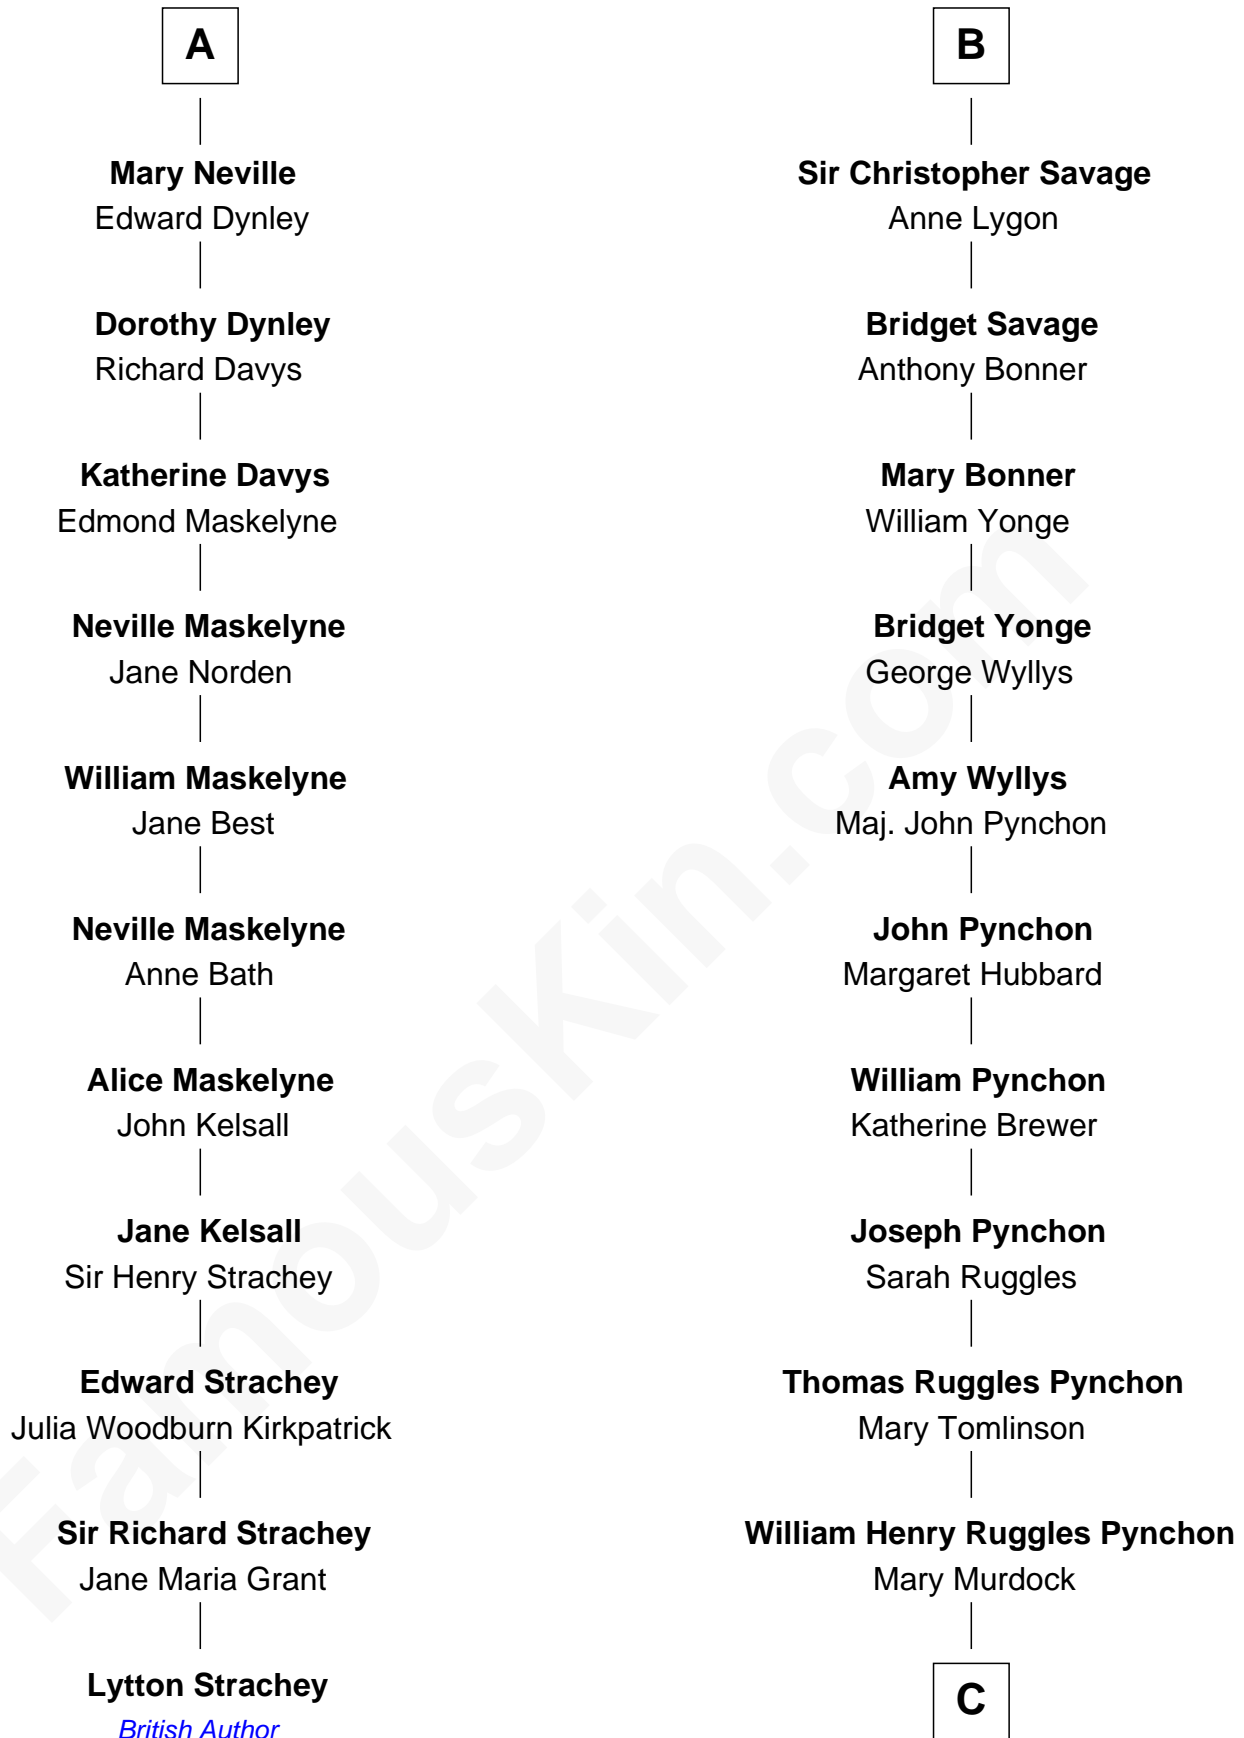 A
Mary Neville
Edward Dynley
Dorothy Dynley
Richard Davys
Katherine Davys
Edmond Maskelyne
Neville Maskelyne
Jane Norden
William Maskelyne
Jane Best
Neville Maskelyne
Anne Bath
Alice Maskelyne
John Kelsall
Jane Kelsall
Sir Henry Strachey
Edward Strachey
Julia Woodburn Kirkpatrick
Sir Richard Strachey
Jane Maria Grant
Lytton Strachey
British Author
B
Sir Christopher Savage
Anne Lygon
Bridget Savage
Anthony Bonner
Mary Bonner
William Yonge
Bridget Yonge
George Wyllys
Amy Wyllys
Maj. John Pynchon
John Pynchon
Margaret Hubbard
William Pynchon
Katherine Brewer
Joseph Pynchon
Sarah Ruggles
Thomas Ruggles Pynchon
Mary Tomlinson
William Henry Ruggles Pynchon
Mary Murdock
C
FamousKin.com